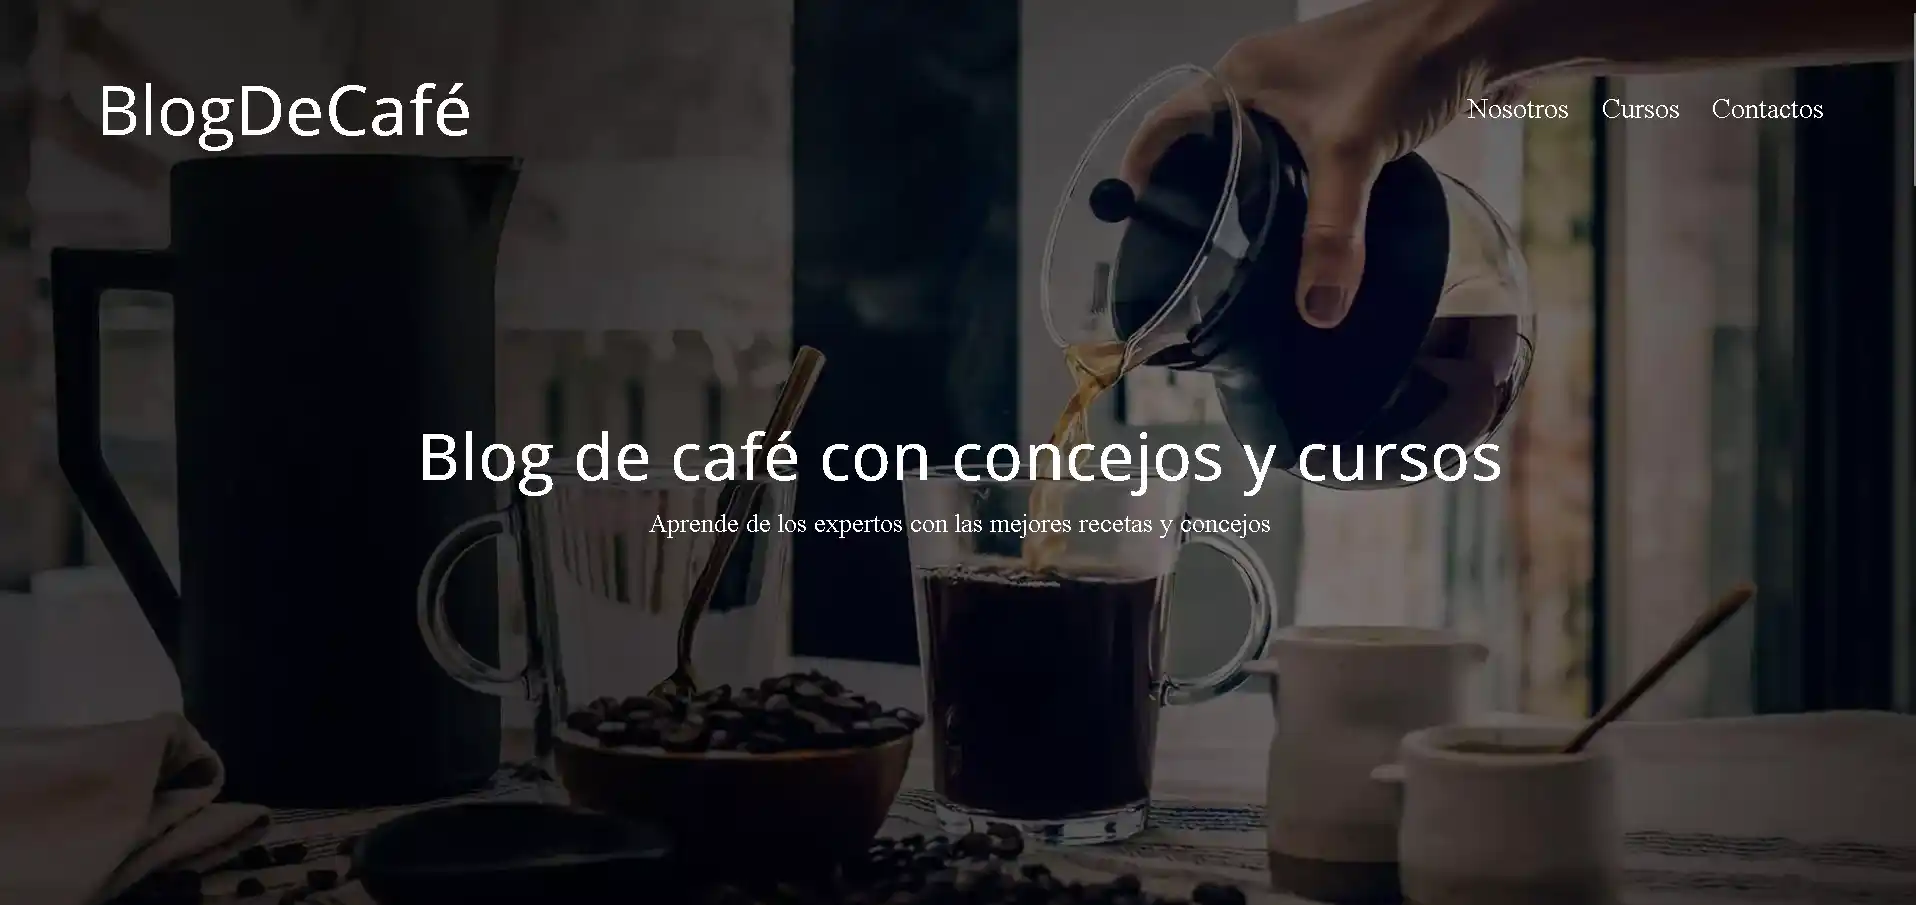 BlogDeCafé
Nosotros Cursos Contactos
Blog de café con concejos y cursos
Aprende de los expertos con las mejores recetas y concejos